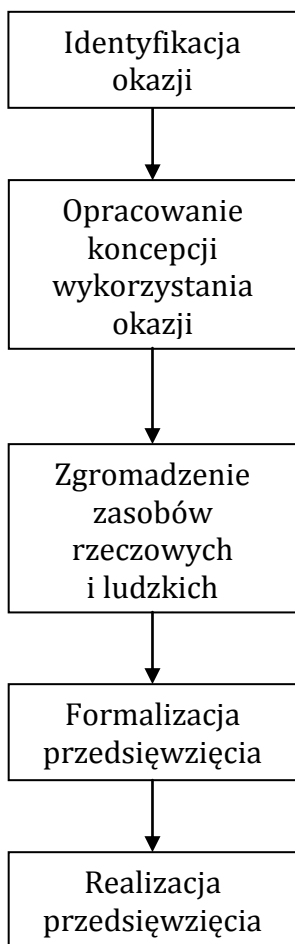 Identyfikacja
okazji
Opracowanie
koncepcji
wykorzystania
okazji
Zgromadzenie
zasobów
rzeczowych
i ludzkich
Formalizacja
przedsięwzięcia
Realizacja
przedsięwzięcia